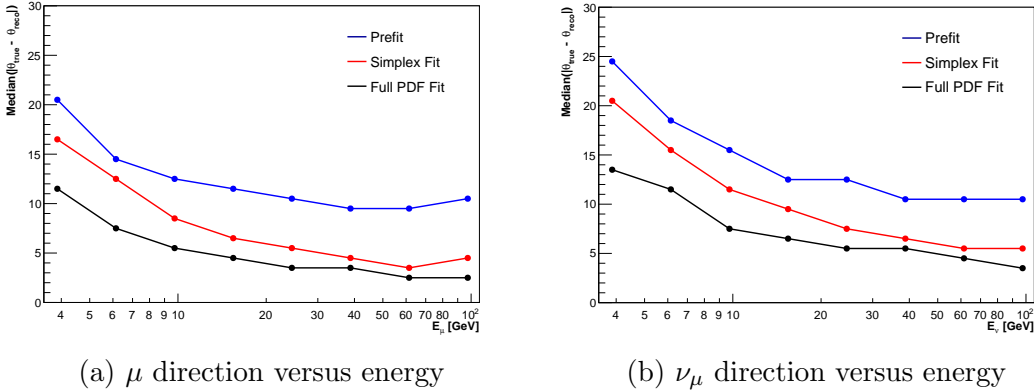 Median(|θtrue - θreco|)
30
25
20
15
10
5
0
Prefit
Simplex Fit
Full PDF Fit
4 5 6 7 8 9 10 20 30 40 50 60 70 80 10²
Eμ [GeV]
(a) μ direction versus energy
Median(|θtrue - θreco|)
30
25
20
15
10
5
0
Prefit
Simplex Fit
Full PDF Fit
4 5 6 7 8 9 10 20 30 40 50 60 70 80 10²
Eν [GeV]
(b) νμ direction versus energy